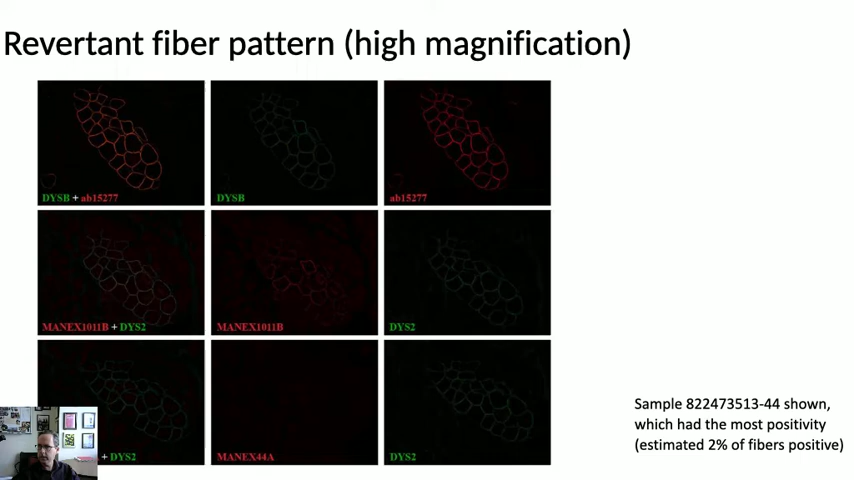 Revertant fiber pattern (high magnification)
DYSB + ab15277
DYSB
ab15277
MANEX1011B + DYS2
MANEX1011B
DYS2
+ DYS2
MANEX44A
DYS2
Sample 822473513-44 shown,
which had the most positivity
(estimated 2% of fibers positive)